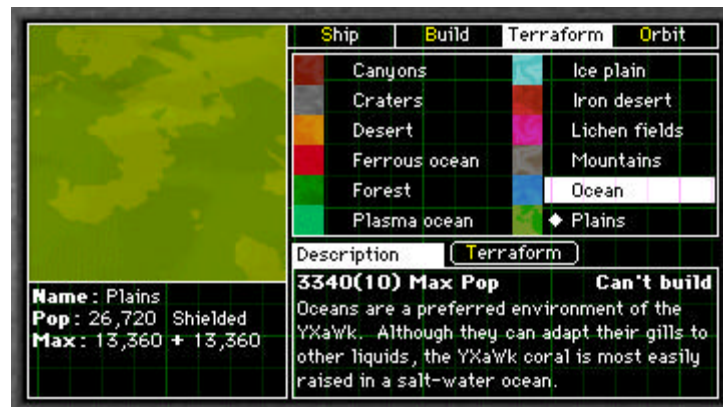 Ship Build Terraform Orbit
Canyons Ice plain
Craters Iron desert
Desert Lichen fields
Ferrous ocean Mountains
Forest Ocean
Plasma ocean Plains
Description Terraform
3340(10) Max Pop Can't build
Oceans are a preferred environment of the
YXaWk. Although they can adapt their gills to
other liquids, the YXaWk coral is most easily
raised in a salt-water ocean.
Name: Plains
Pop: 26,720 Shielded
Max: 13,360 + 13,360